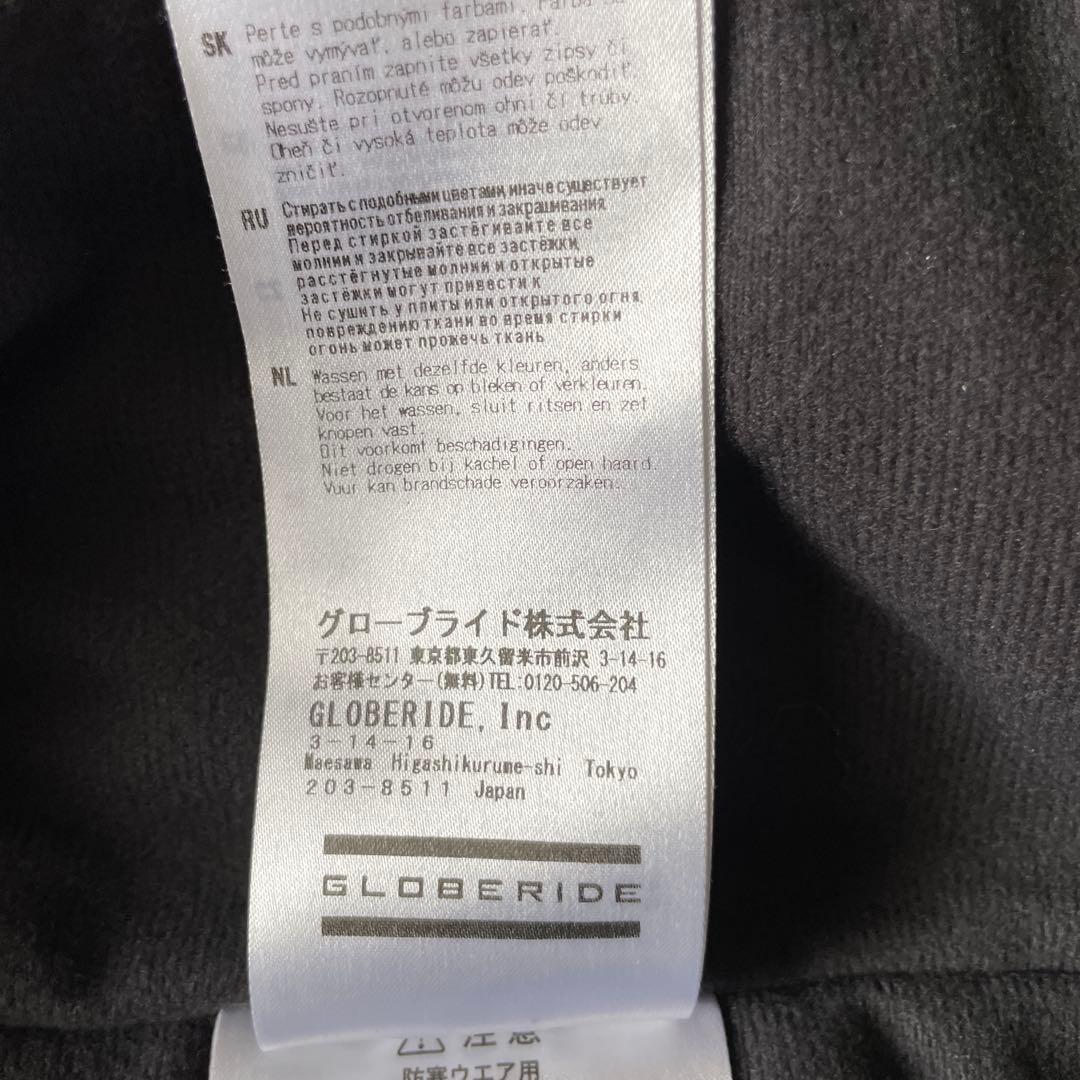 SK Perte s podobnými farbami. Farba sa
môže vymývať, alebo zapierať.
Pred praním zapnite všetky zipsy či
spony. Rozopnuté môžu odev poškodiť.
Nesušte pri otvorenom ohni či truby.
Oheň či vysoká teplota môže odev
zničiť.
RU Стирать с подобными цветами, иначе существует
вероятность отбеливания и закрашивания
Перед стиркой застёгивайте все
молнии и закрывайте все застёжки,
расстёгнутые молнии и открытые
застёжки могут привести к
Не сушить у плиты или открытого огня,
повреждению ткани во время стирки
огонь может прожечь ткань
NL Wassen met dezelfde kleuren, anders
bestaat de kans op bleken of verkleuren.
Voor het wassen, sluit ritsen en zet
knopen vast.
Dit voorkomt beschadigingen.
Niet drogen bij kachel of open haard.
Vuur kan brandschade veroorzaken.
グローブライド株式会社
〒203-8511 東京都東久留米市前沢 3-14-16
お客様センター(無料)TEL:0120-506-204
GLOBERIDE, Inc
3-14-16
Maesawa Higashikurume-shi Tokyo
203-8511 Japan
GLOBERIDE
注意
防寒ウエア用